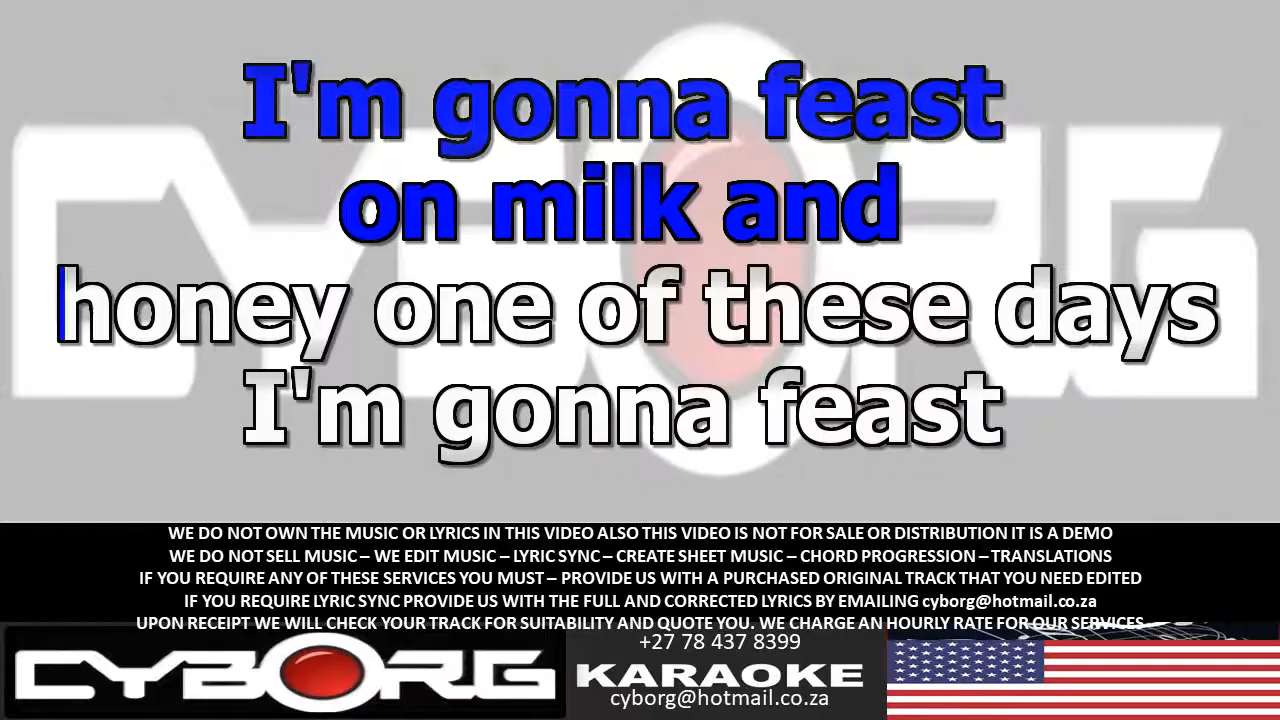 I'm gonna feast
on milk and
honey one of these days
I'm gonna feast
CYBORG
WE DO NOT OWN THE MUSIC OR LYRICS IN THIS VIDEO ALSO THIS VIDEO IS NOT FOR SALE OR DISTRIBUTION IT IS A DEMO
WE DO NOT SELL MUSIC – WE EDIT MUSIC – LYRIC SYNC – CREATE SHEET MUSIC – CHORD PROGRESSION – TRANSLATIONS
IF YOU REQUIRE ANY OF THESE SERVICES YOU MUST – PROVIDE US WITH A PURCHASED ORIGINAL TRACK THAT YOU NEED EDITED
IF YOU REQUIRE LYRIC SYNC PROVIDE US WITH THE FULL AND CORRECTED LYRICS BY EMAILING cyborg@hotmail.co.za
UPON RECEIPT WE WILL CHECK YOUR TRACK FOR SUITABILITY AND QUOTE YOU. WE CHARGE AN HOURLY RATE FOR OUR SERVICES
CYBORG
+27 78 437 8399
KARAOKE
cyborg@hotmail.co.za